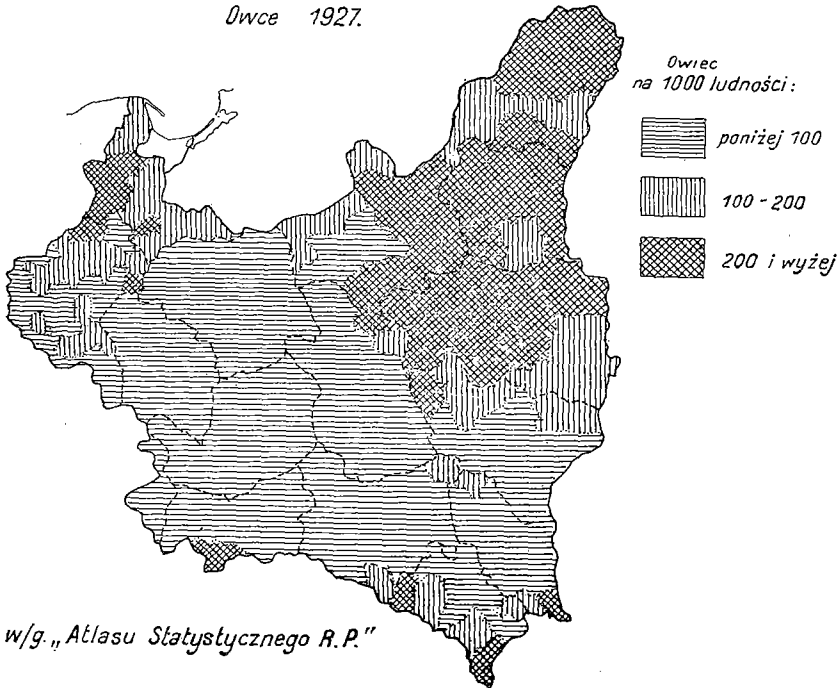 Owce 1927.
Owiec
na 1000 ludności:
poniżej 100
100 - 200
200 i wyżej
w/g. „Atlasu Statystycznego R.P."